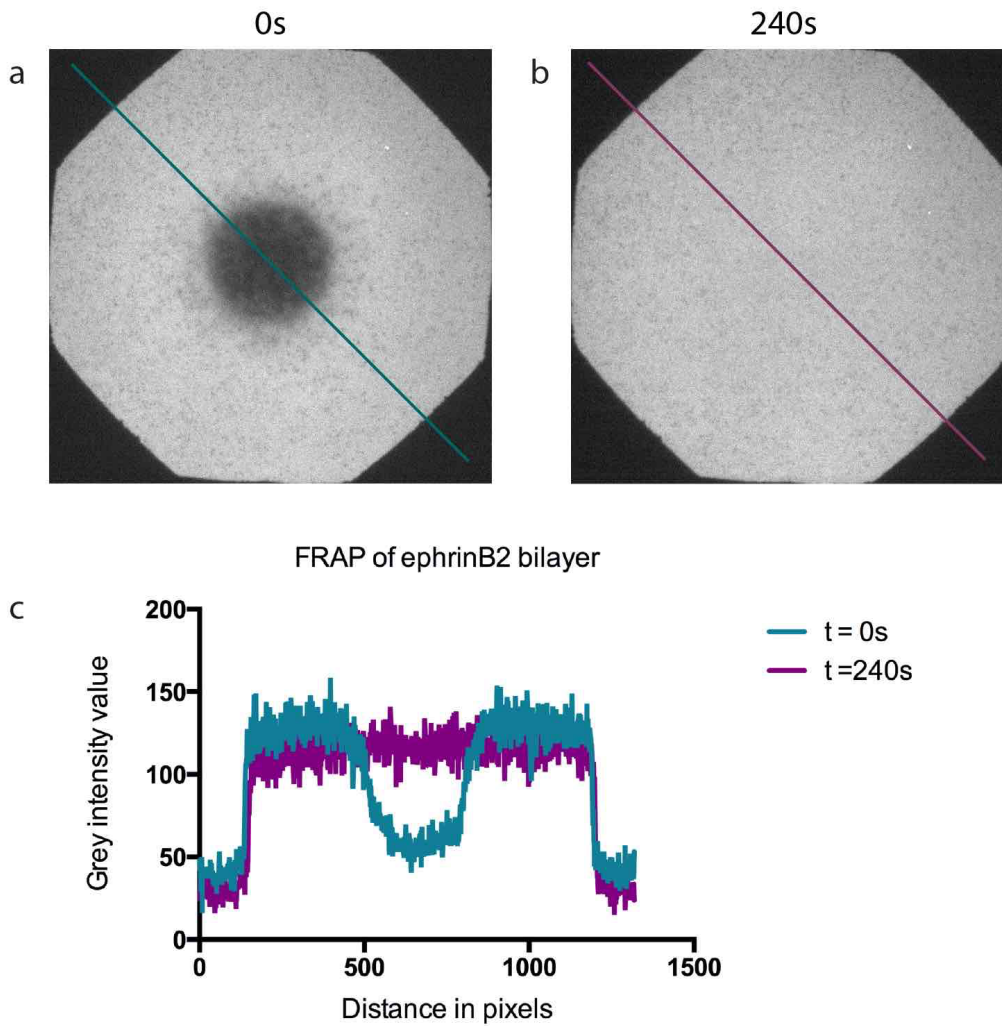 0s
240s
a
b
FRAP of ephrinB2 bilayer
c
200
150
100
50
0
0
500
1000
1500
Grey intensity value
Distance in pixels
t = 0s
t =240s